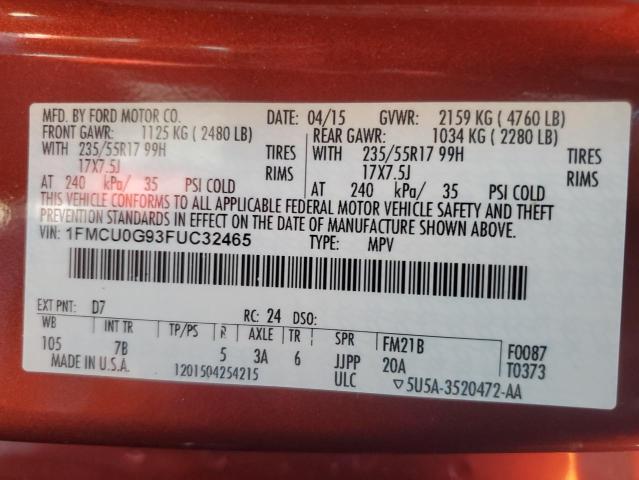 MFD. BY FORD MOTOR CO. DATE: 04/15 GVWR: 2159 KG ( 4760 LB)
FRONT GAWR: 1125 KG ( 2480 LB) REAR GAWR: 1034 KG ( 2280 LB)
WITH 235/55R17 99H TIRES WITH 235/55R17 99H TIRES
17X7.5J RIMS 17X7.5J RIMS
AT 240 kPa/ 35 PSI COLD AT 240 kPa/ 35 PSI COLD
THIS VEHICLE CONFORMS TO ALL APPLICABLE FEDERAL MOTOR VEHICLE SAFETY AND THEFT
PREVENTION STANDARDS IN EFFECT ON THE DATE OF MANUFACTURE SHOWN ABOVE.
VIN: 1FMCU0G93FUC32465 TYPE: MPV
EXT PNT: D7 RC: 24 DSO:
WB INT TR TP/PS R AXLE TR SPR FM21B F0087
105 7B 5 3A 6 JJPP 20A T0373
MADE IN U.S.A. 1201504254215 ULC ▽5U5A-3520472-AA